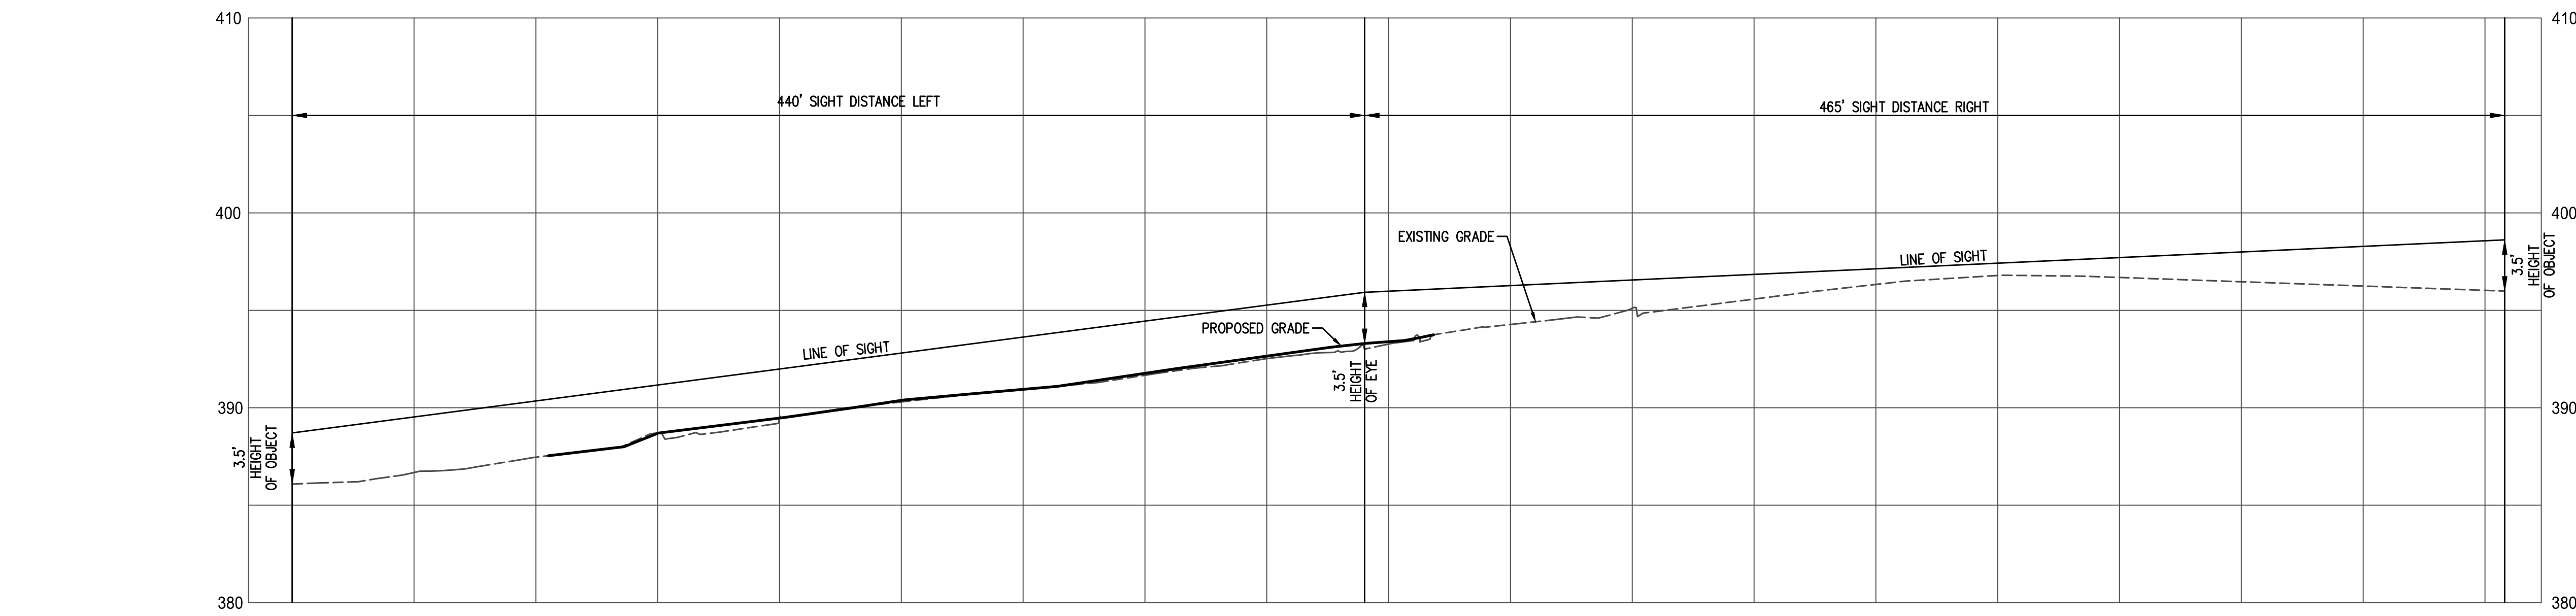 410
410
440' SIGHT DISTANCE LEFT
465' SIGHT DISTANCE RIGHT
400
400
EXISTING GRADE
LINE OF SIGHT
3.5'
HEIGHT
OF OBJECT
PROPOSED GRADE
LINE OF SIGHT
3.5'
HEIGHT
OF EYE
390
390
3.5'
HEIGHT
OF OBJECT
380
380